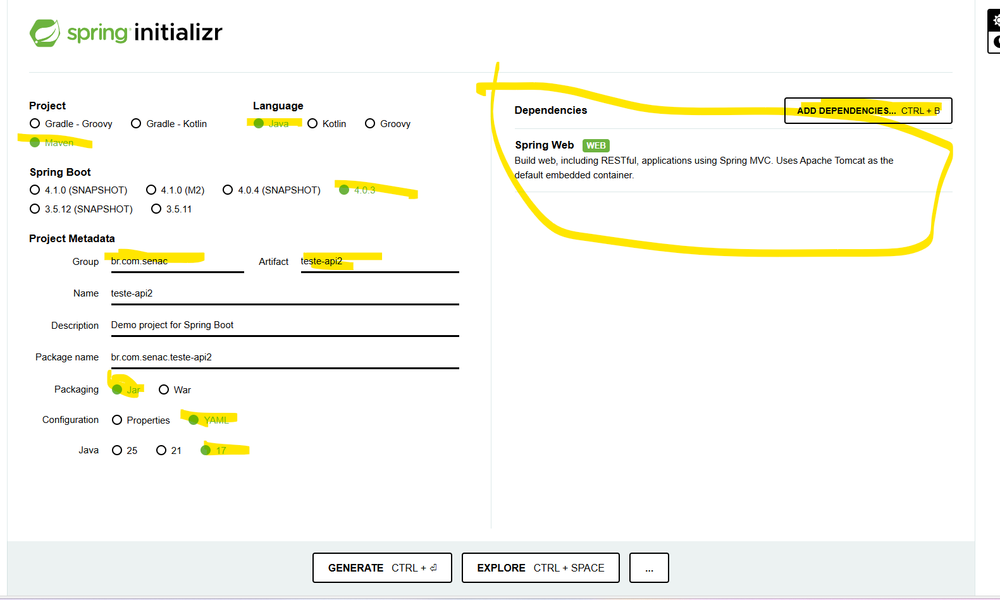 spring initializr
Project
Gradle - Groovy Gradle - Kotlin
Maven
Language
Java Kotlin Groovy
Spring Boot
4.1.0 (SNAPSHOT) 4.1.0 (M2) 4.0.4 (SNAPSHOT) 4.0.3
3.5.12 (SNAPSHOT) 3.5.11
Project Metadata
Group br.com.senac Artifact teste-api2
Name teste-api2
Description Demo project for Spring Boot
Package name br.com.senac.teste-api2
Packaging Jar War
Configuration Properties YAML
Java 25 21 17
Dependencies ADD DEPENDENCIES... CTRL + B
Spring Web WEB
Build web, including RESTful, applications using Spring MVC. Uses Apache Tomcat as the
default embedded container.
GENERATE CTRL + ⏎ EXPLORE CTRL + SPACE ...